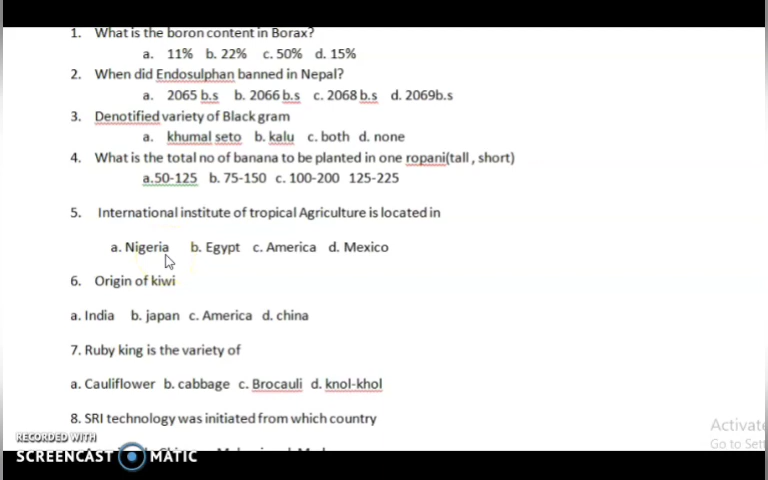 1. What is the boron content in Borax?
a. 11% b. 22% c. 50% d. 15%
2. When did Endosulphan banned in Nepal?
a. 2065 b.s b. 2066 b.s c. 2068 b.s d. 2069b.s
3. Denotified variety of Black gram
a. khumal seto b. kalu c. both d. none
4. What is the total no of banana to be planted in one ropani(tall , short)
a.50-125 b. 75-150 c. 100-200 125-225
5. International institute of tropical Agriculture is located in
a. Nigeria b. Egypt c. America d. Mexico
6. Origin of kiwi
a. India b. japan c. America d. china
7. Ruby king is the variety of
a. Cauliflower b. cabbage c. Brocauli d. knol-khol
8. SRI technology was initiated from which country
Activate
Go to Sett
RECORDED WITH
SCREENCAST MATIC